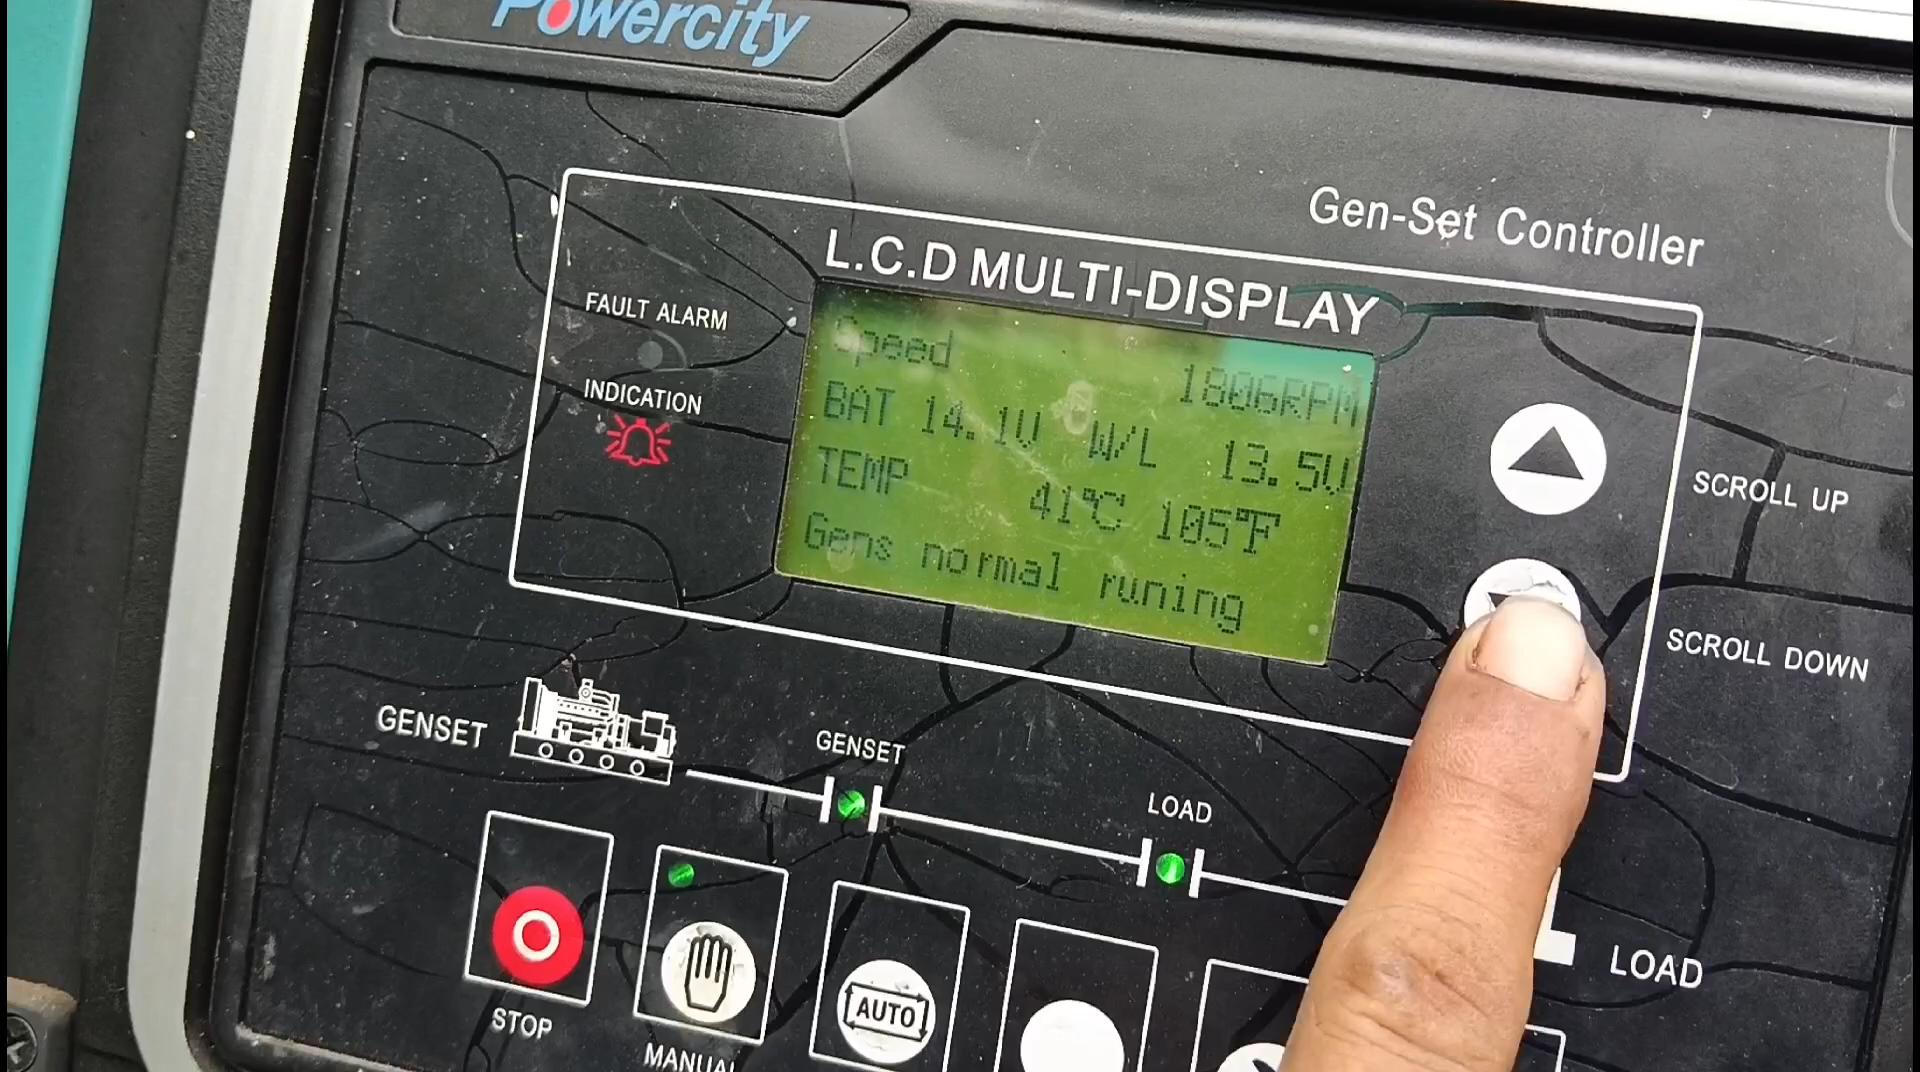 Powercity
Gen-Set Controller
L.C.D MULTI-DISPLAY
FAULT ALARM
INDICATION
Speed 1806RPM
BAT 14.1V W/L 13.5V
TEMP 41℃ 105℉
Gens normal runing
SCROLL UP
SCROLL DOWN
GENSET
GENSET
LOAD
LOAD
STOP
MANUAL
AUTO